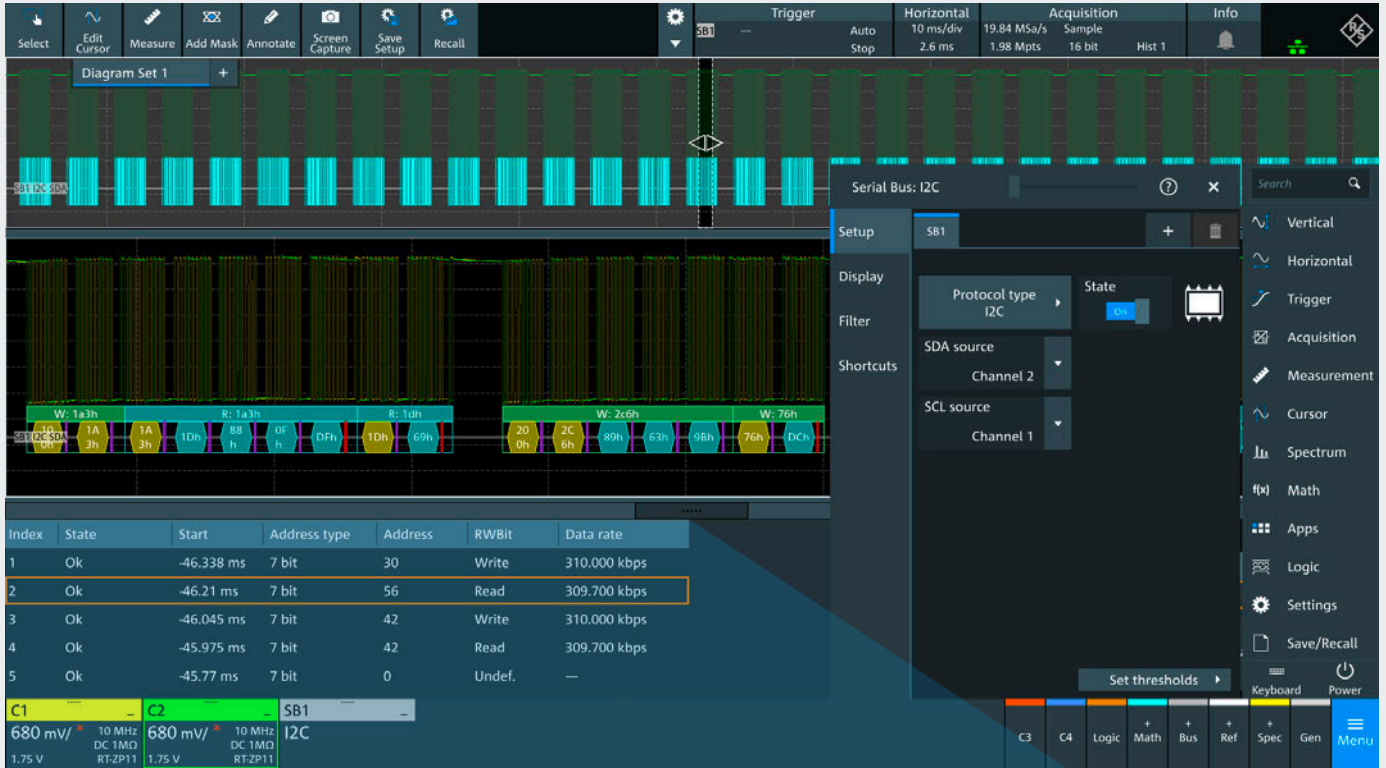 Select
Edit
Cursor
Measure
Add Mask
Annotate
Screen
Capture
Save
Setup
Recall
SB1
Trigger
—
Auto
Stop
Horizontal
10 ms/div
2.6 ms
Acquisition
19.84 MSa/s Sample
1.98 Mpts 16 bit Hist 1
Info
Diagram Set 1 +
SB1 I2C SDA
W: 1a3h R: 1a3h R: 1dh W: 2c6h W: 76h
SB1 I2C SDA
10
0h
1A
3h
1A
3h
1Dh
88
h
0F
h
DFh
1Dh
69h
20
0h
2C
6h
89h
63h
9Bh
76h
DCh
Index State Start Address type Address RWBit Data rate
1 Ok -46.338 ms 7 bit 30 Write 310.000 kbps
2 Ok -46.21 ms 7 bit 56 Read 309.700 kbps
3 Ok -46.045 ms 7 bit 42 Write 310.000 kbps
4 Ok -45.975 ms 7 bit 42 Read 309.700 kbps
5 Ok -45.77 ms 7 bit 0 Undef. ---
Serial Bus: I2C
Setup
Display
Filter
Shortcuts
SB1
+
Protocol type
I2C
State
On
SDA source
Channel 2
SCL source
Channel 1
Set thresholds
Search
Vertical
Horizontal
Trigger
Acquisition
Measurement
Cursor
Spectrum
f(x) Math
Apps
Logic
Settings
Save/Recall
Keyboard
Power
C1
680 mV/ * 10 MHz
DC 1MΩ
1.75 V RT-ZP11
C2
680 mV/ * 10 MHz
DC 1MΩ
1.75 V RT-ZP11
SB1
I2C
C3
C4
Logic
+
Math
+
Bus
+
Ref
+
Spec
Gen
Menu